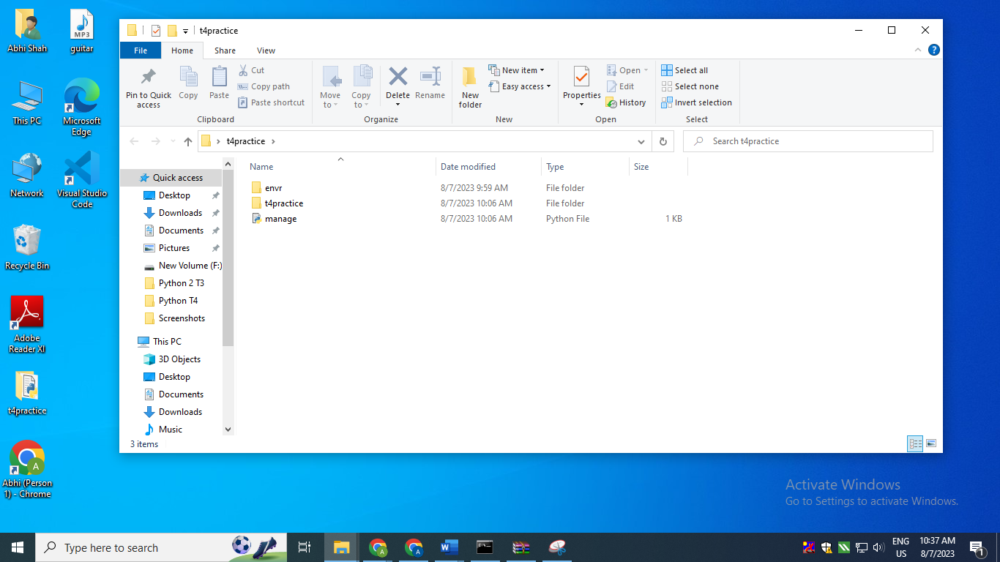 Abhi Shah
MP3
guitar
This PC
Microsoft
Edge
Network
Visual Studio
Code
Recycle Bin
Adobe
Reader XI
t4practice
A
Abhi (Person
1) - Chrome
t4practice
File
Home
Share
View
?
Pin to Quick
access
Copy
Paste
Cut
Copy path
Paste shortcut
Clipboard
Move
to
Copy
to
Delete
Rename
Organize
New
folder
New item
Easy access
New
Properties
Open
Edit
History
Open
Select all
Select none
Invert selection
Select
t4practice
Search t4practice
Quick access
Desktop
Downloads
Documents
Pictures
New Volume (F:)
Python 2 T3
Python T4
Screenshots
This PC
3D Objects
Desktop
Documents
Downloads
Music
Name
Date modified
Type
Size
envr
8/7/2023 9:59 AM
File folder
t4practice
8/7/2023 10:06 AM
File folder
manage
8/7/2023 10:06 AM
Python File
1 KB
3 items
Activate Windows
Go to Settings to activate Windows.
Type here to search
A
A
W
ENG
US
10:37 AM
8/7/2023
1